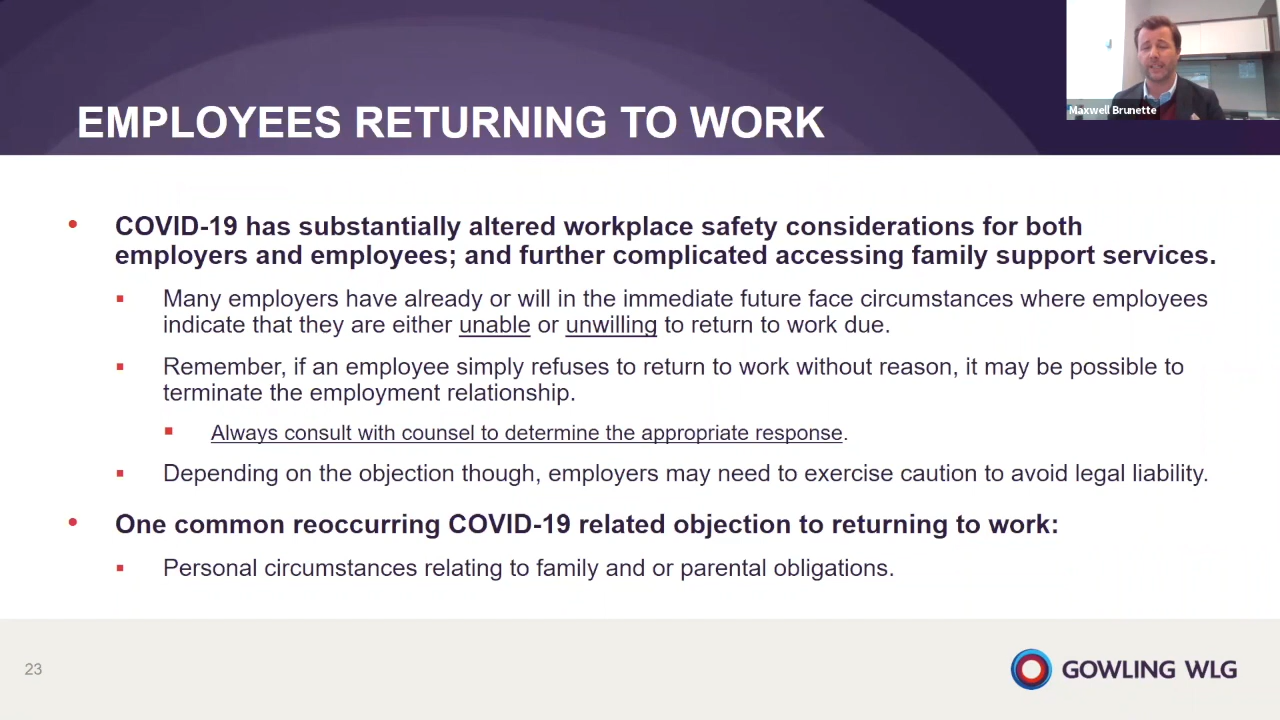 Maxwell Brunette
EMPLOYEES RETURNING TO WORK
• COVID-19 has substantially altered workplace safety considerations for both
employers and employees; and further complicated accessing family support services.
▪ Many employers have already or will in the immediate future face circumstances where employees
indicate that they are either unable or unwilling to return to work due.
▪ Remember, if an employee simply refuses to return to work without reason, it may be possible to
terminate the employment relationship.
▪ Always consult with counsel to determine the appropriate response.
▪ Depending on the objection though, employers may need to exercise caution to avoid legal liability.
• One common reoccurring COVID-19 related objection to returning to work:
▪ Personal circumstances relating to family and or parental obligations.
23
GOWLING WLG